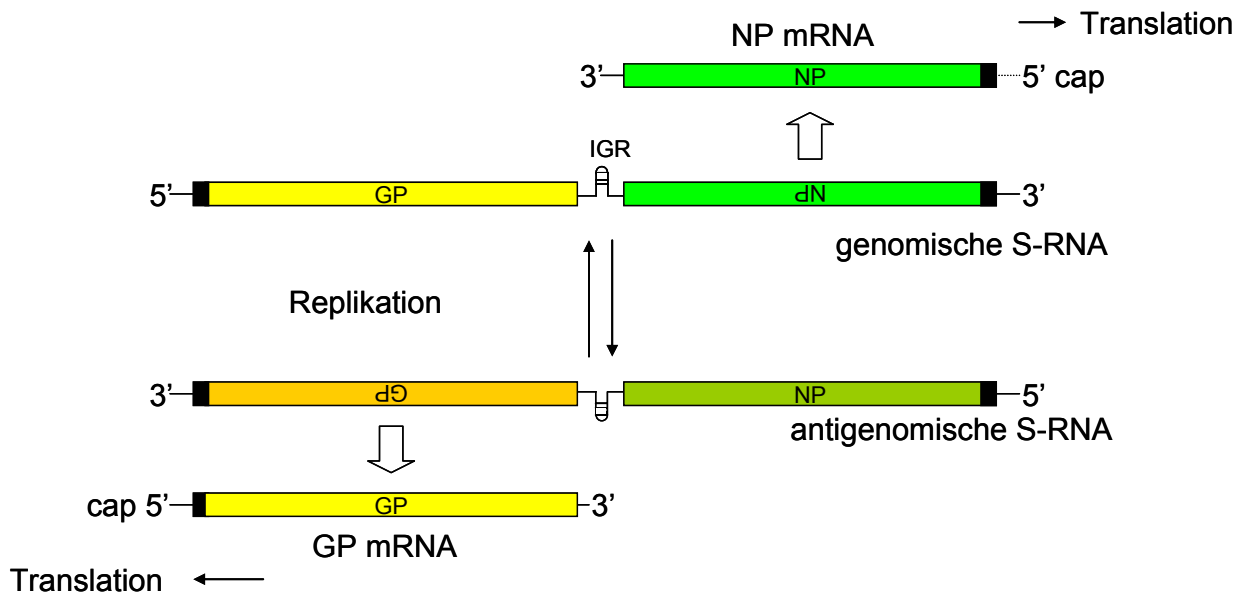 → Translation
NP mRNA
3’ NP 5’ cap
IGR
5’ GP NP 3’
genomische S-RNA
Replikation
3’ GP NP 5’
antigenomische S-RNA
cap 5’ GP 3’
GP mRNA
Translation ←